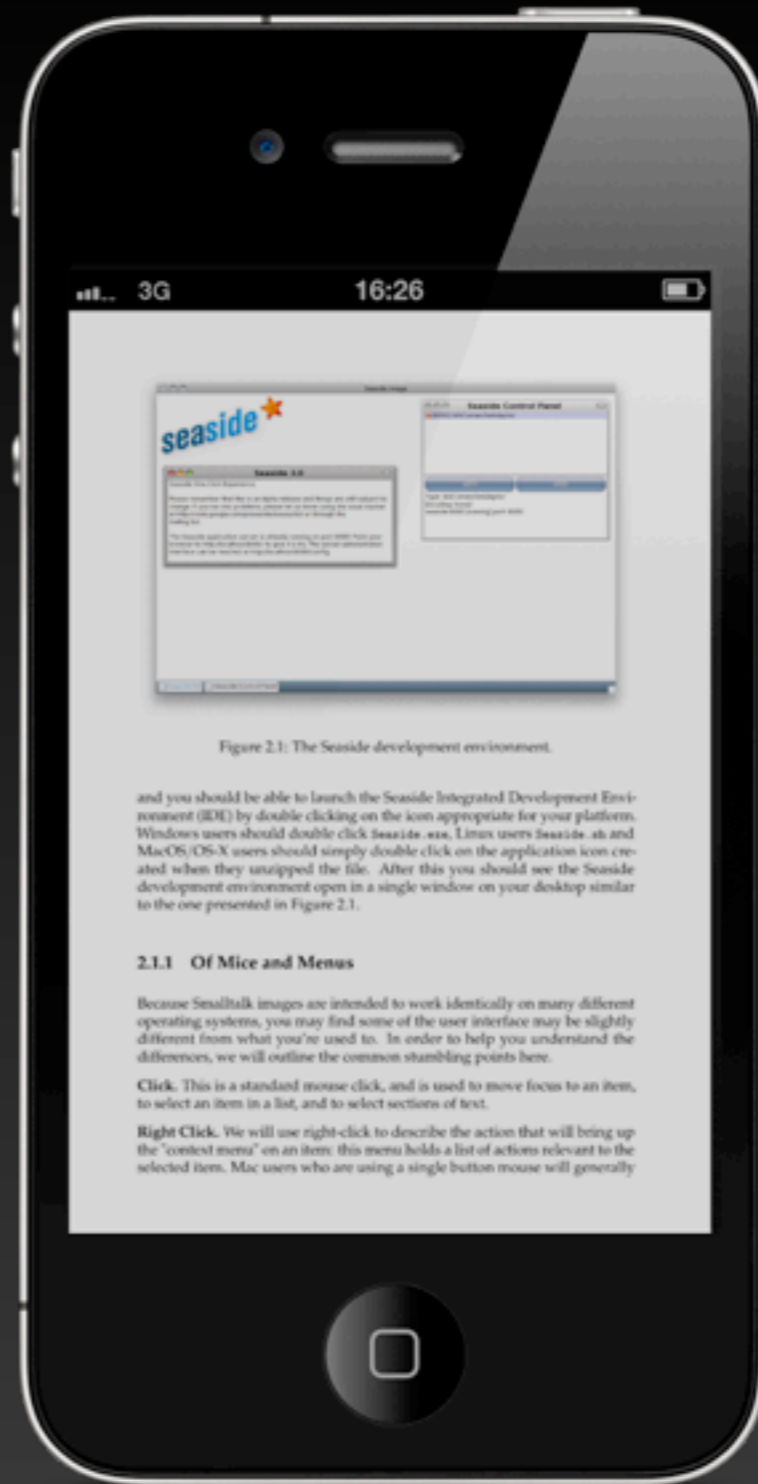 3G 16:26
Seaside Image
seaside
Seaside Control Panel
Seaside 3.0
Seaside One-Click Experience
Figure 2.1: The Seaside development environment.
and you should be able to launch the Seaside Integrated Development Envi-
ronment (IDE) by double clicking on the icon appropriate for your platform.
Windows users should double click Seaside.exe, Linux users Seaside.sh and
MacOS/OS-X users should simply double click on the application icon cre-
ated when they unzipped the file. After this you should see the Seaside
development environment open in a single window on your desktop similar
to the one presented in Figure 2.1.
2.1.1 Of Mice and Menus
Because Smalltalk images are intended to work identically on many different
operating systems, you may find some of the user interface may be slightly
different from what you're used to. In order to help you understand the
differences, we will outline the common stumbling points here.
Click. This is a standard mouse click, and is used to move focus to an item,
to select an item in a list, and to select sections of text.
Right Click. We will use right-click to describe the action that will bring up
the "context menu" on an item: this menu holds a list of actions relevant to the
selected item. Mac users who are using a single button mouse will generally